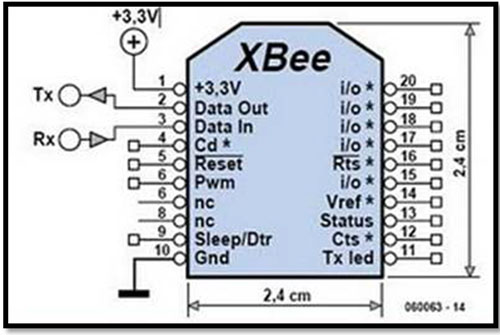 +3,3V
XBee
1 +3,3V i/o * 20
Tx 2 Data Out i/o * 19
Rx 3 Data In i/o * 18
4 Cd * i/o * 17
5 Reset Rts * 16
6 Pwm i/o * 15
6 nc Vref * 14
8 nc Status 13
9 Sleep/Dtr Cts * 12
10 Gnd Tx led 11
2,4 cm
2,4 cm
060063 - 14